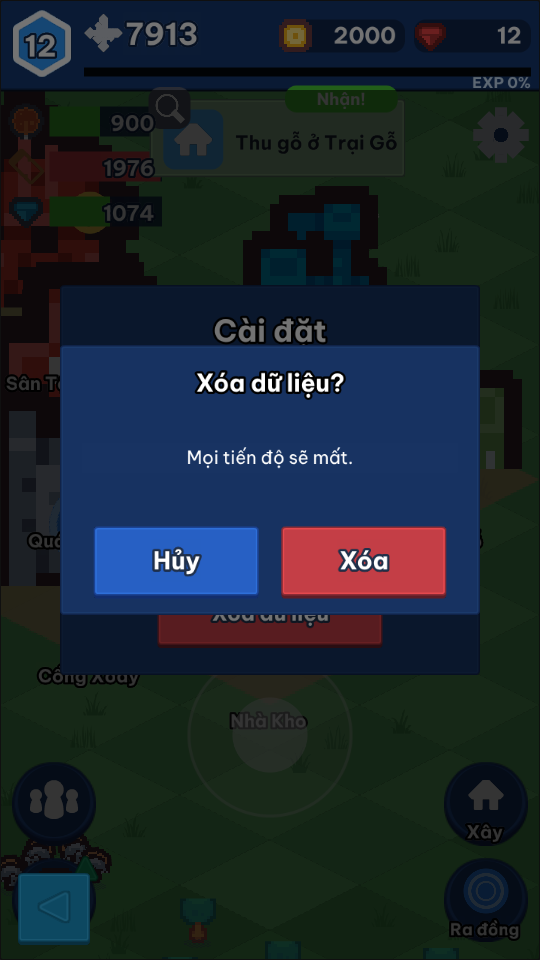 12
7913
2000
12
EXP 0%
Nhận!
Thu gỗ ở Trại Gỗ
900
1976
1074
Cài đặt
Xóa dữ liệu?
Sân
Mọi tiến độ sẽ mất.
Hủy
Xóa
Xóa dữ liệu
Cổng Xoáy
Nhà Kho
Xây
Ra đồng